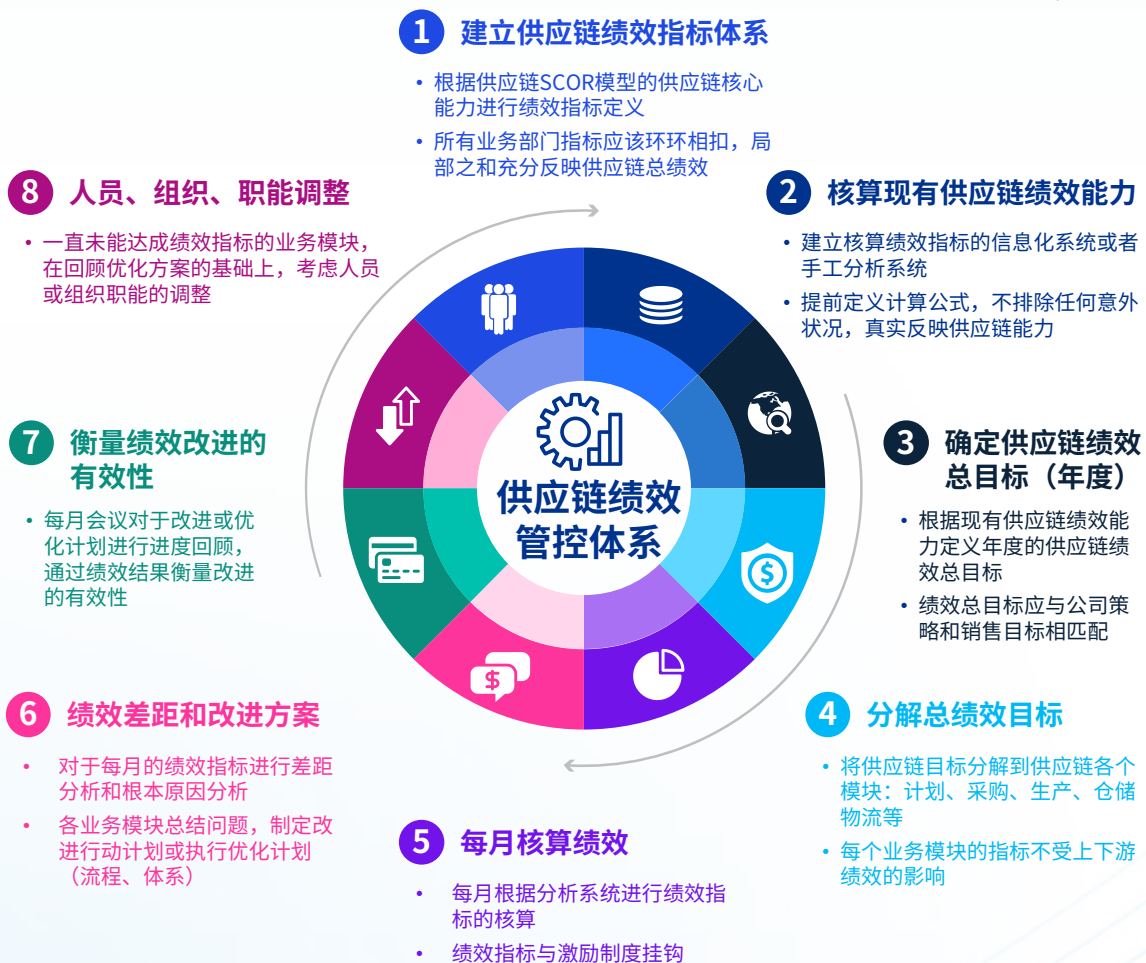 1 建立供应链绩效指标体系
• 根据供应链SCOR模型的供应链核心
能力进行绩效指标定义
• 所有业务部门指标应该环环相扣，局
部之和充分反映供应链总绩效
2 核算现有供应链绩效能力
• 建立核算绩效指标的信息化系统或者
手工分析系统
• 提前定义计算公式，不排除任何意外
状况，真实反映供应链能力
3 确定供应链绩效
总目标（年度）
• 根据现有供应链绩效能
力定义年度的供应链绩
效总目标
• 绩效总目标应与公司策
略和销售目标相匹配
4 分解总绩效目标
• 将供应链目标分解到供应链各个
模块：计划、采购、生产、仓储
物流等
• 每个业务模块的指标不受上下游
绩效的影响
5 每月核算绩效
• 每月根据分析系统进行绩效指
标的核算
• 绩效指标与激励制度挂钩
6 绩效差距和改进方案
• 对于每月的绩效指标进行差距
分析和根本原因分析
• 各业务模块总结问题，制定改
进行动计划或执行优化计划
（流程、体系）
7 衡量绩效改进的
有效性
• 每月会议对于改进或优
化计划进行进度回顾，
通过绩效结果衡量改进
的有效性
8 人员、组织、职能调整
• 一直未能达成绩效指标的业务模块，
在回顾优化方案的基础上，考虑人员
或组织职能的调整
供应链绩效
管控体系
$
$